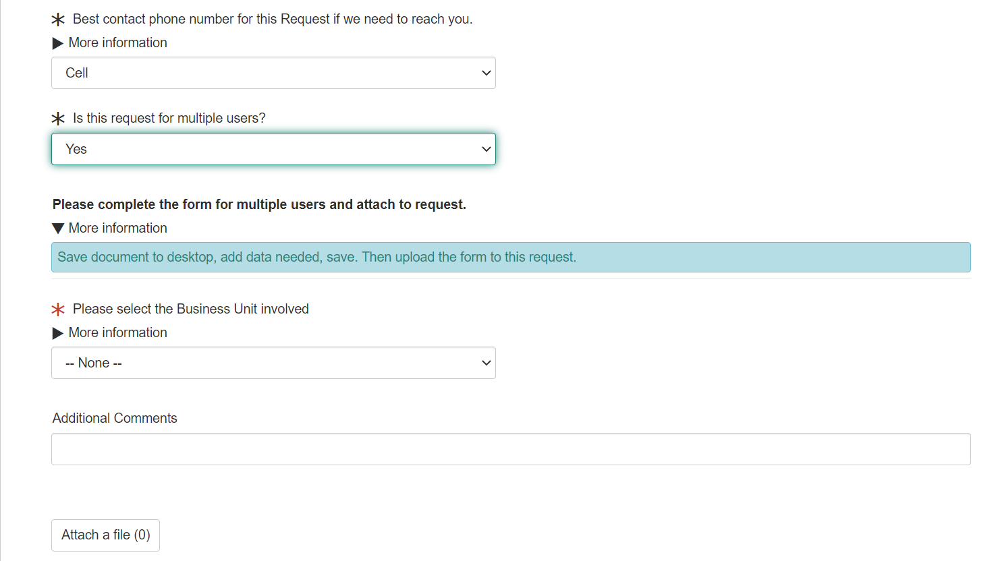 * Best contact phone number for this Request if we need to reach you.
▶ More information
Cell
* Is this request for multiple users?
Yes
Please complete the form for multiple users and attach to request.
▼ More information
Save document to desktop, add data needed, save. Then upload the form to this request.
* Please select the Business Unit involved
▶ More information
-- None --
Additional Comments
Attach a file (0)